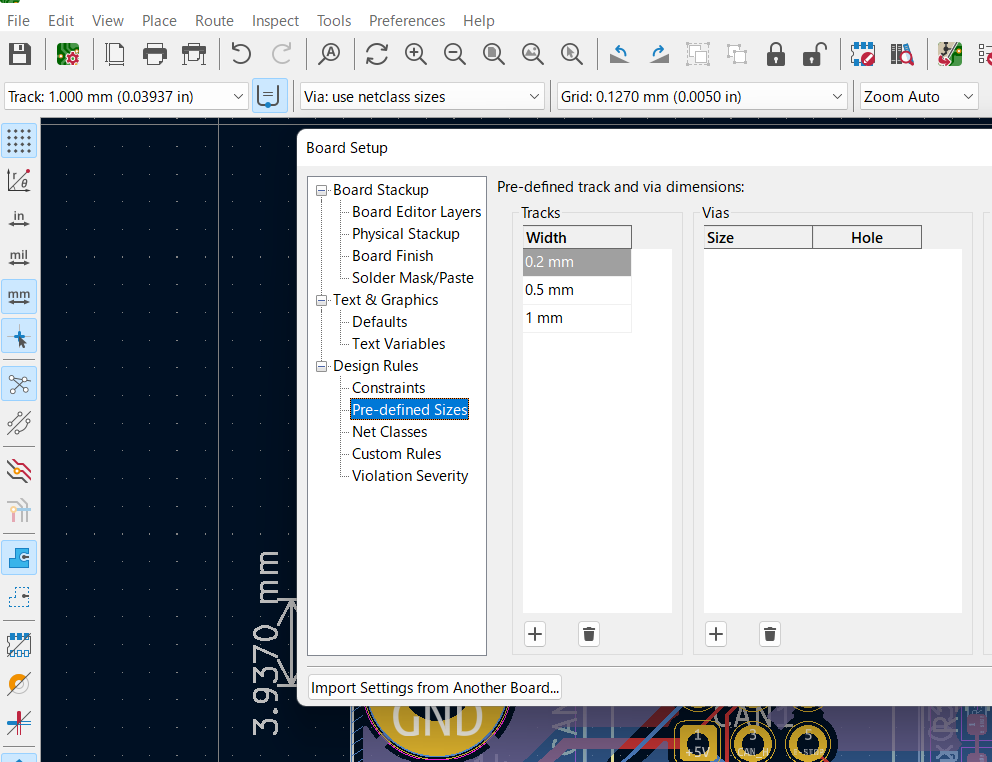 File Edit View Place Route Inspect Tools Preferences Help
Track: 1.000 mm (0.03937 in) Via: use netclass sizes Grid: 0.1270 mm (0.0050 in) Zoom Auto
in
mil
mm
Board Setup
Board Stackup
Board Editor Layers
Physical Stackup
Board Finish
Solder Mask/Paste
Text & Graphics
Defaults
Text Variables
Design Rules
Constraints
Pre-defined Sizes
Net Classes
Custom Rules
Violation Severity
Pre-defined track and via dimensions:
Tracks
Width
0.2 mm
0.5 mm
1 mm
Vias
Size Hole
Import Settings from Another Board...
3.9370 mm
GND
1
+5V
3
5